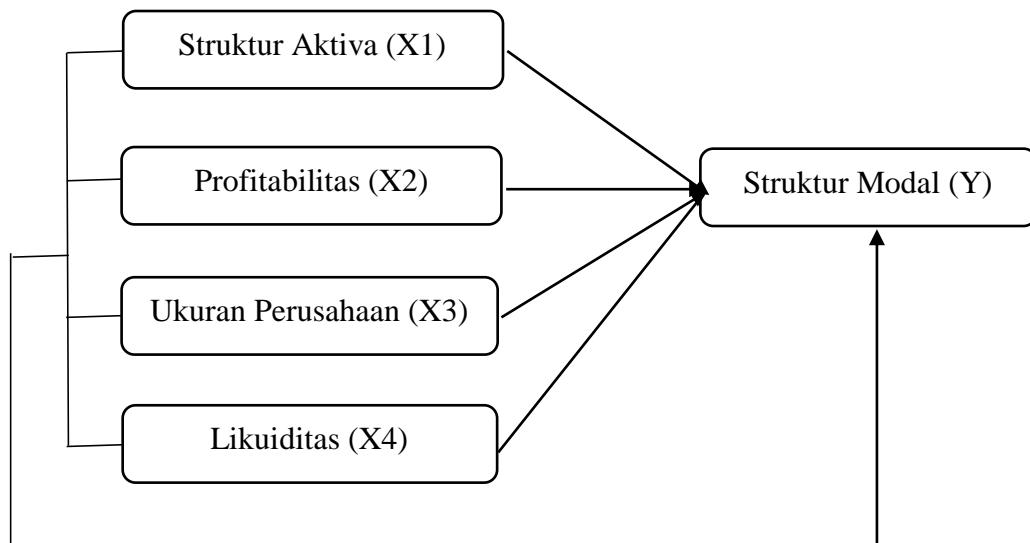 Struktur Aktiva (X1)
Profitabilitas (X2)
Struktur Modal (Y)
Ukuran Perusahaan (X3)
Likuiditas (X4)